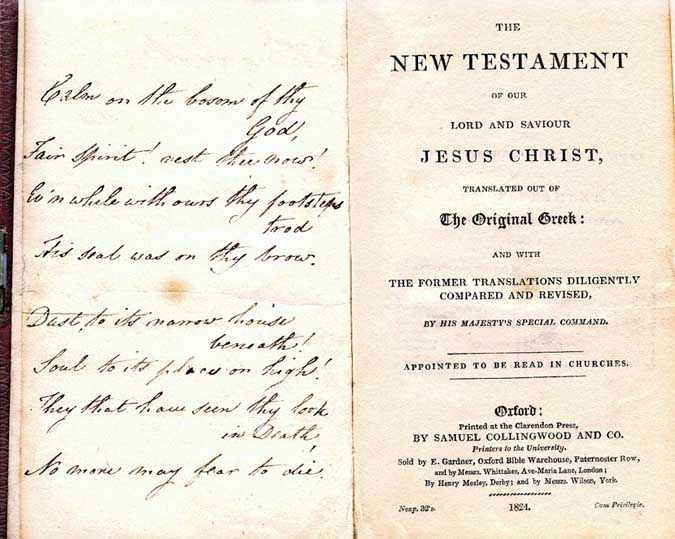 Calm on the bosom of thy
God,
Fair spirit! rest thee now!
Ev'n while with ours thy footsteps
trod
His seal was on thy brow.
Dust, to its narrow house
beneath!
Soul to its place on high!
They that have seen thy look
in Death,
No more may fear to die.
THE
NEW TESTAMENT
OF OUR
LORD AND SAVIOUR
JESUS CHRIST,
TRANSLATED OUT OF
The Original Greek:
AND WITH
THE FORMER TRANSLATIONS DILIGENTLY
COMPARED AND REVISED,
BY HIS MAJESTY'S SPECIAL COMMAND.
APPOINTED TO BE READ IN CHURCHES.
Oxford:
Printed at the Clarendon Press,
BY SAMUEL COLLINGWOOD AND CO.
Printers to the University.
Sold by E. Gardner, Oxford Bible Warehouse, Paternoster Row,
and by Messrs. Whittaker, Ave-Maria Lane, London;
By Henry Mozley, Derby; and by Messrs. Wilson, York.
Nonp. 32°. 1824. Cum Privilegio.